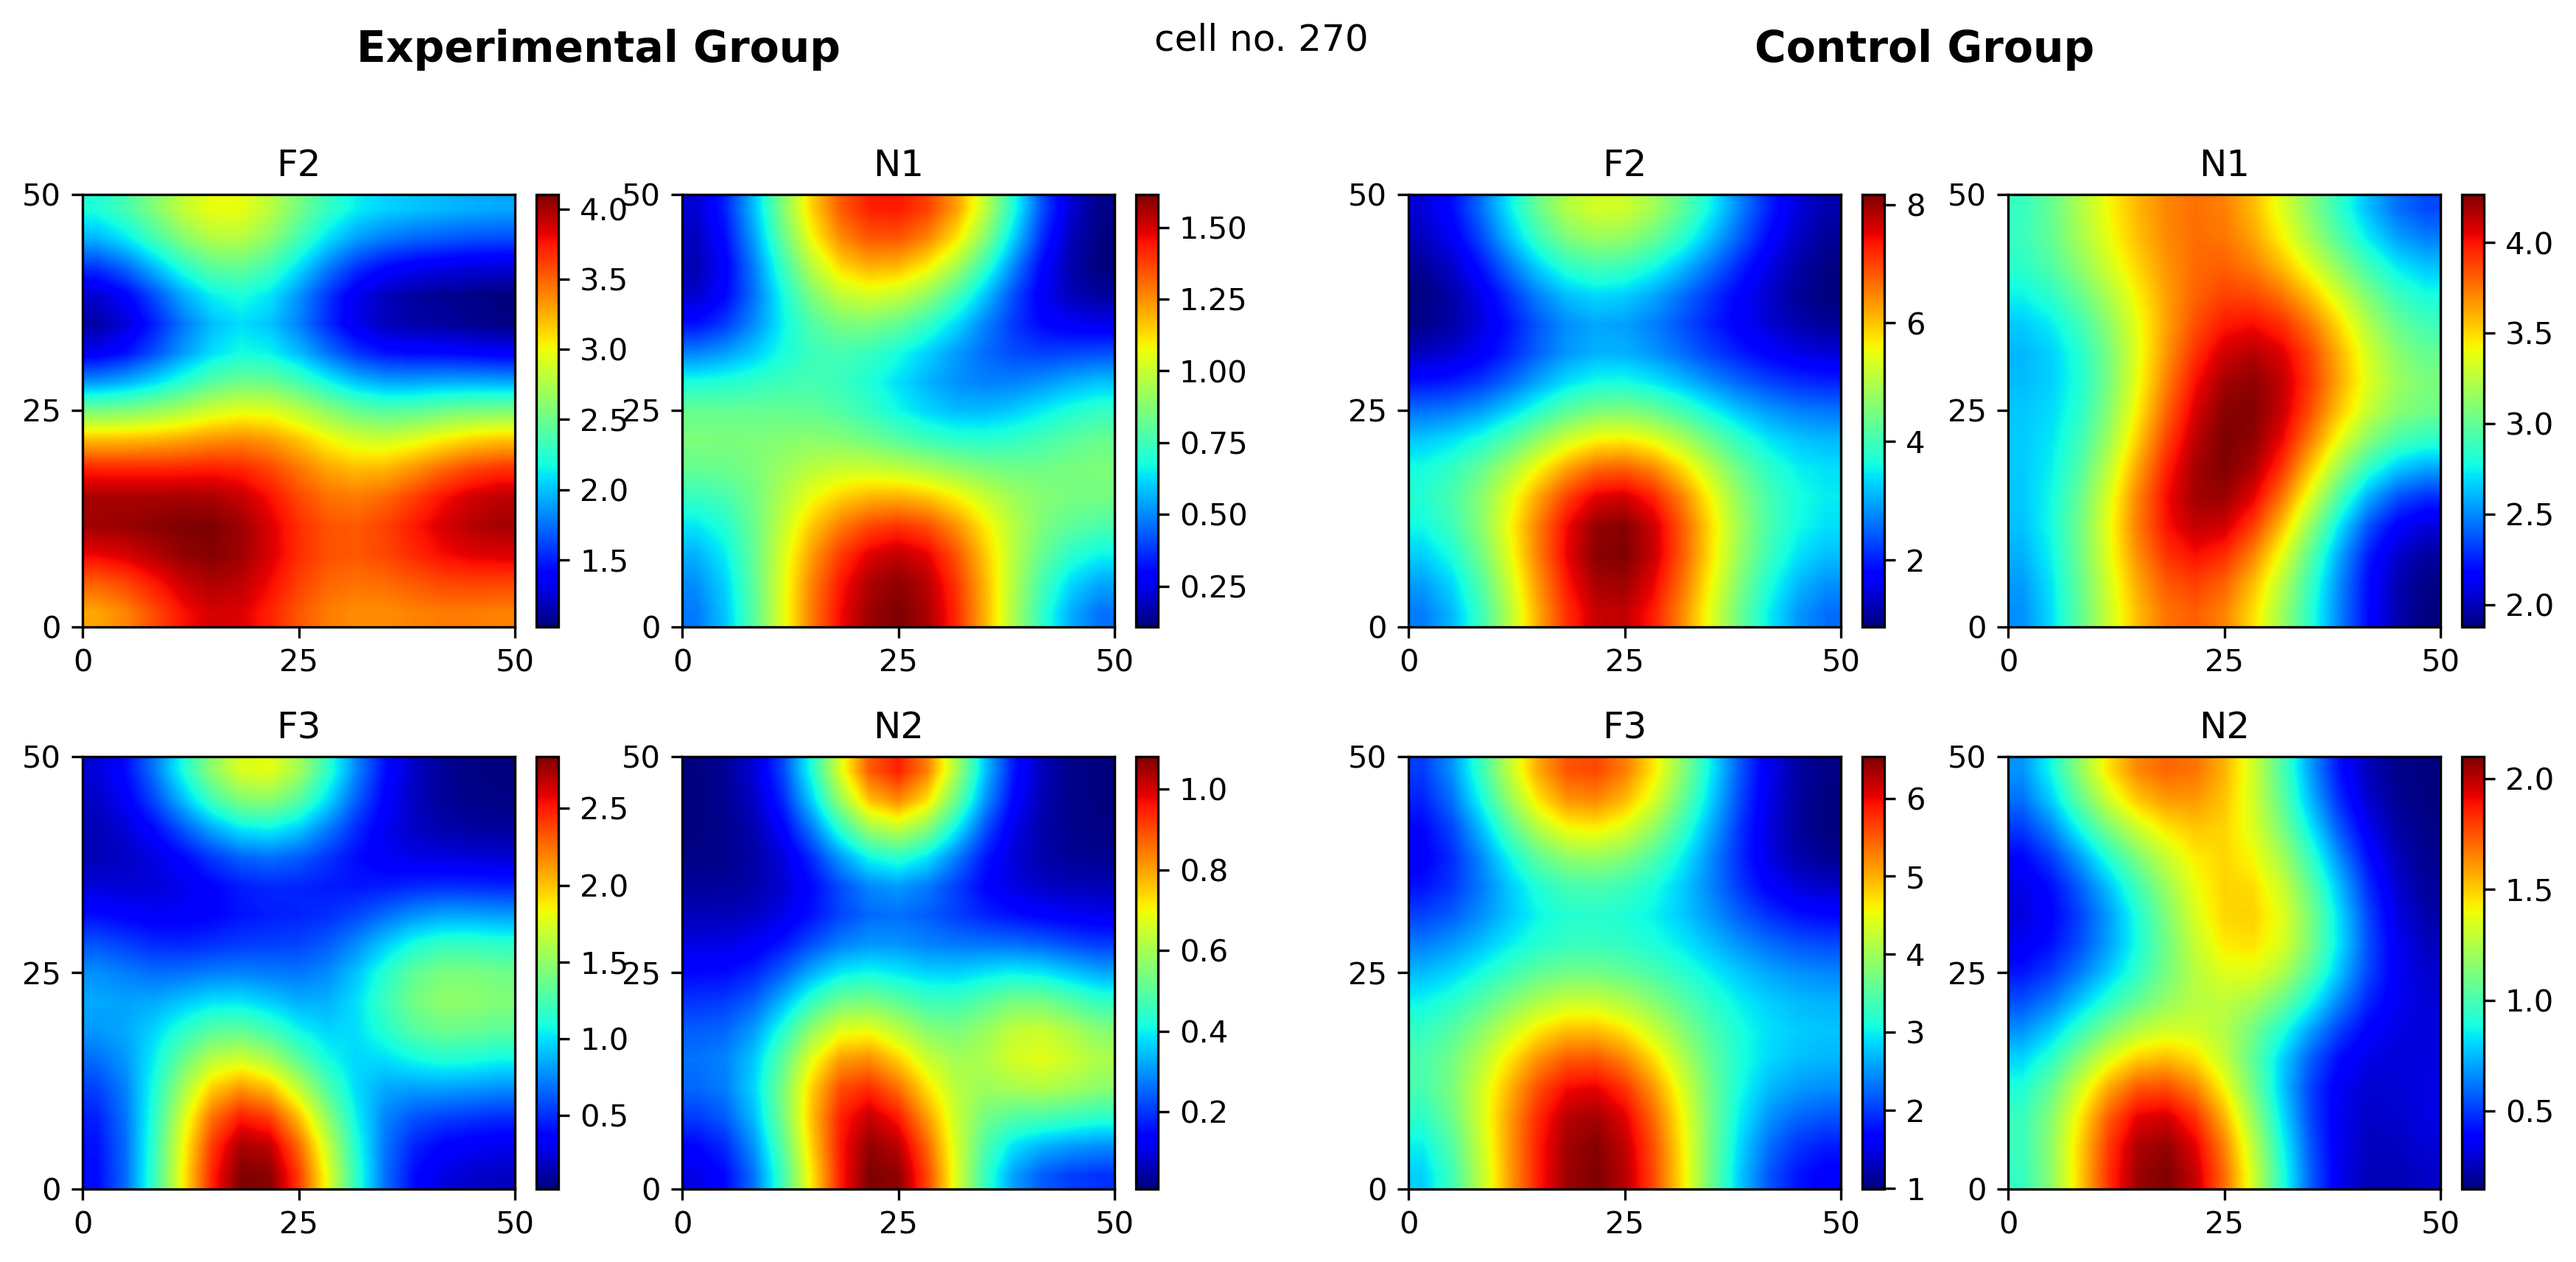 Experimental Group cell no. 270 Control Group
F2 N1 F2 N1
50 4.0 50 1.50 50 8 50 4.0
3.5 1.25 6 3.5
3.0 1.00
25 2.5 25 0.75 25 4 25 3.0
2.0 0.50 2.5
1.5 0.25 2 2.0
0 0 0 0
0 25 50 0 25 50 0 25 50 0 25 50
F3 N2 F3 N2
50 2.5 50 1.0 50 6 50 2.0
2.0 0.8 5 1.5
25 1.5 25 0.6 25 4 25 1.0
1.0 0.4 3
0.5 0.2 2 0.5
0 0 0 1 0
0 25 50 0 25 50 0 25 50 0 25 50